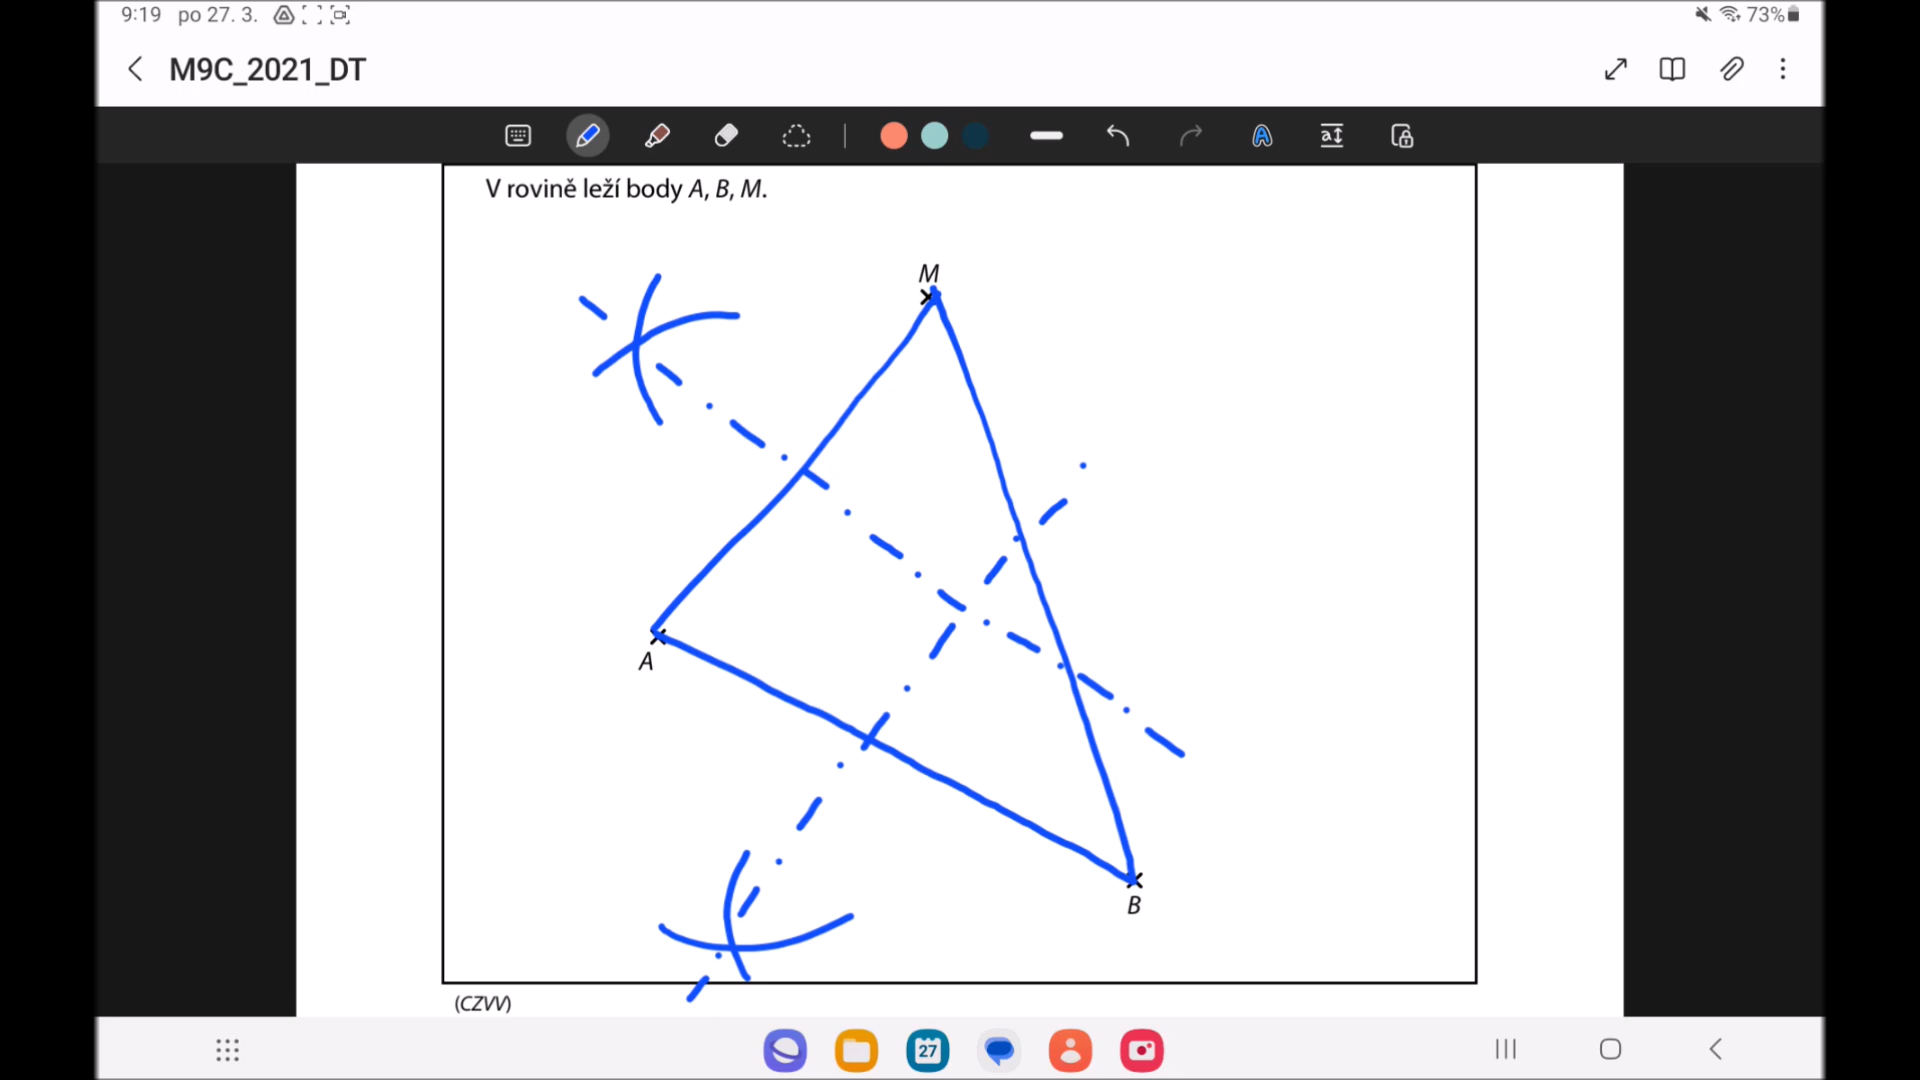 9:19 po 27. 3. 73%
M9C_2021_DT
V rovině leží body A, B, M.
M
A
B
(CZVV)
27